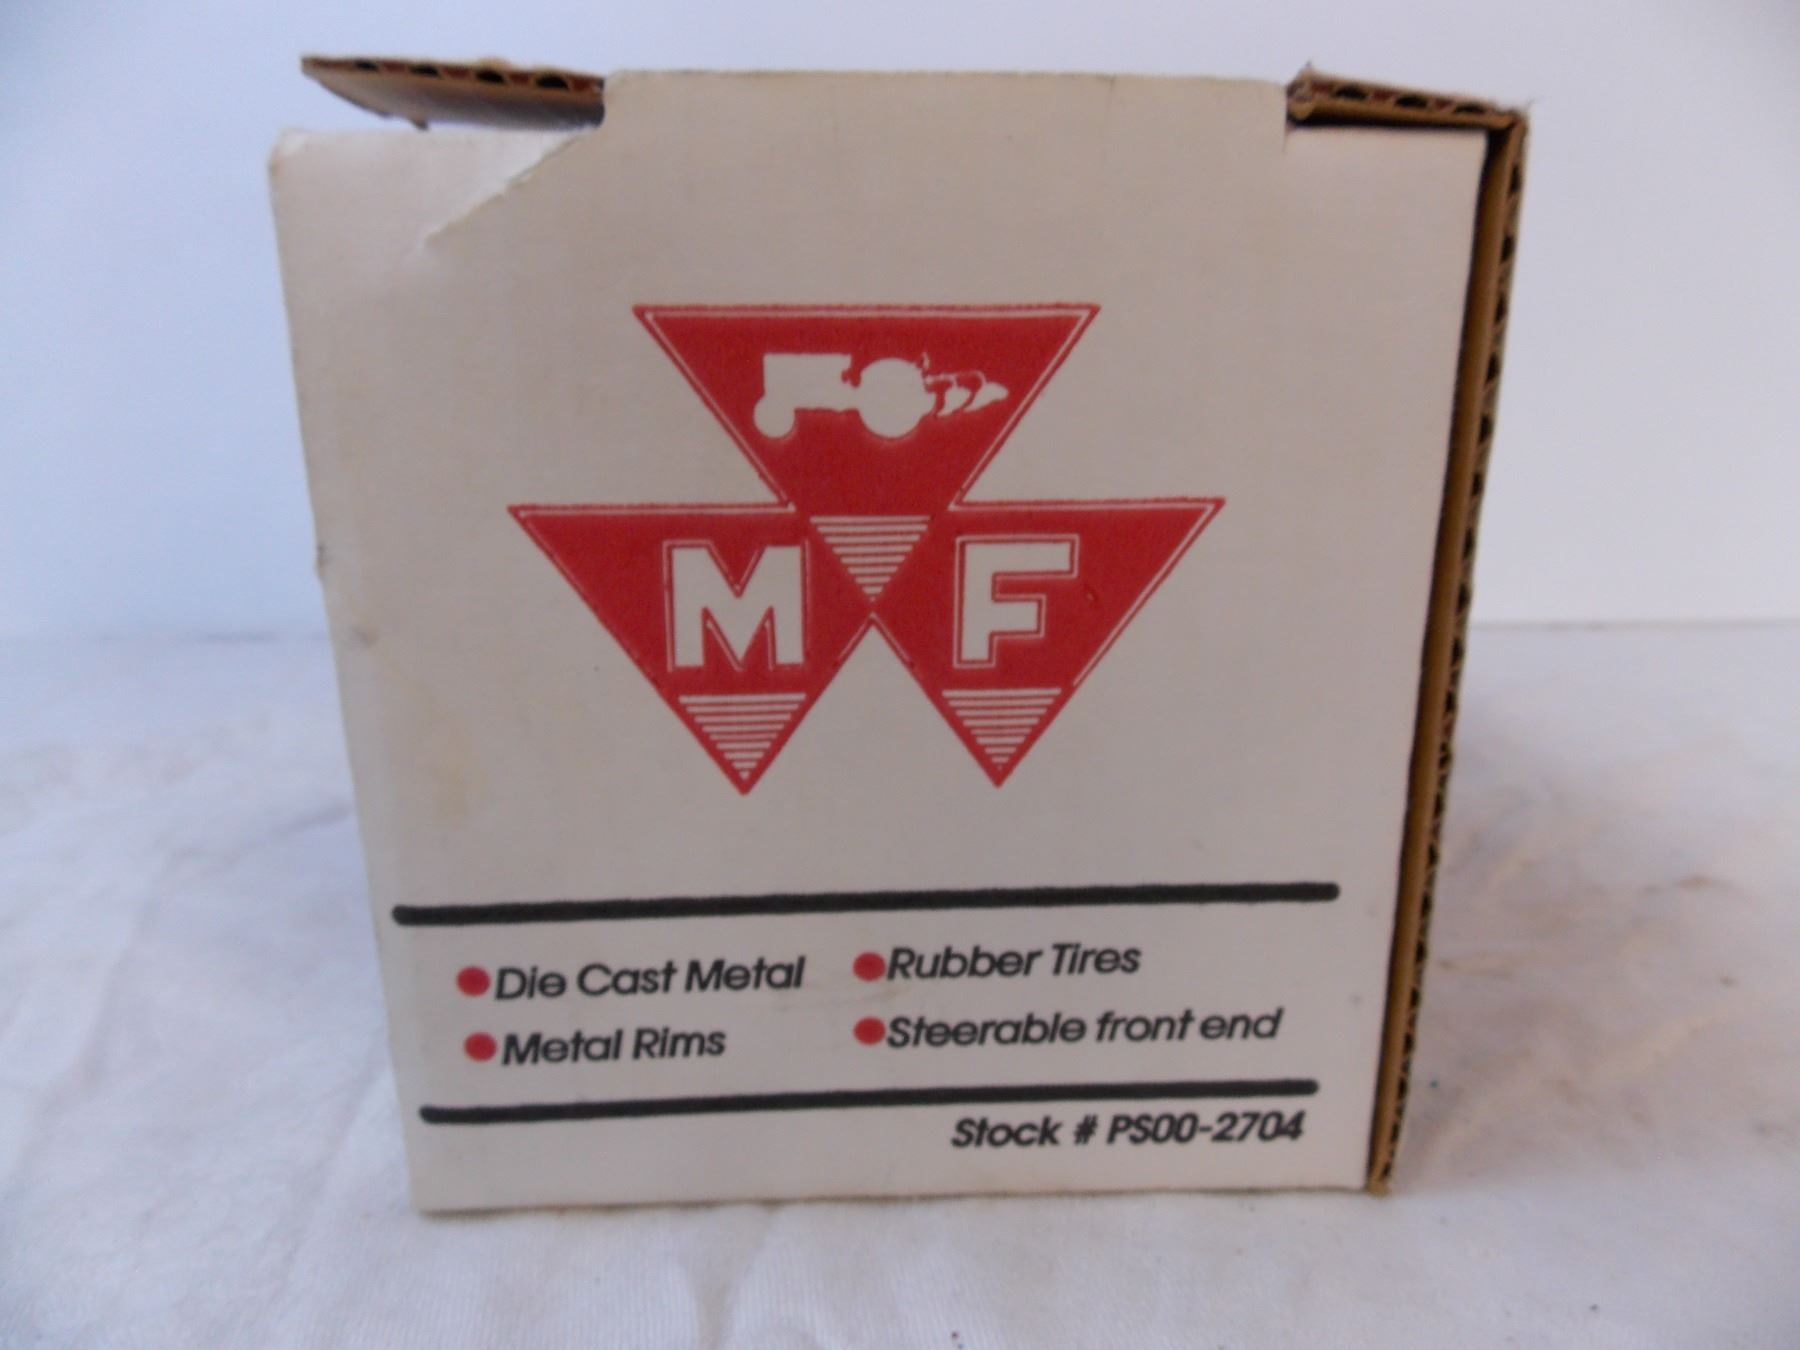 M F
Die Cast Metal
Rubber Tires
Metal Rims
Steerable front end
Stock # PS00-2704